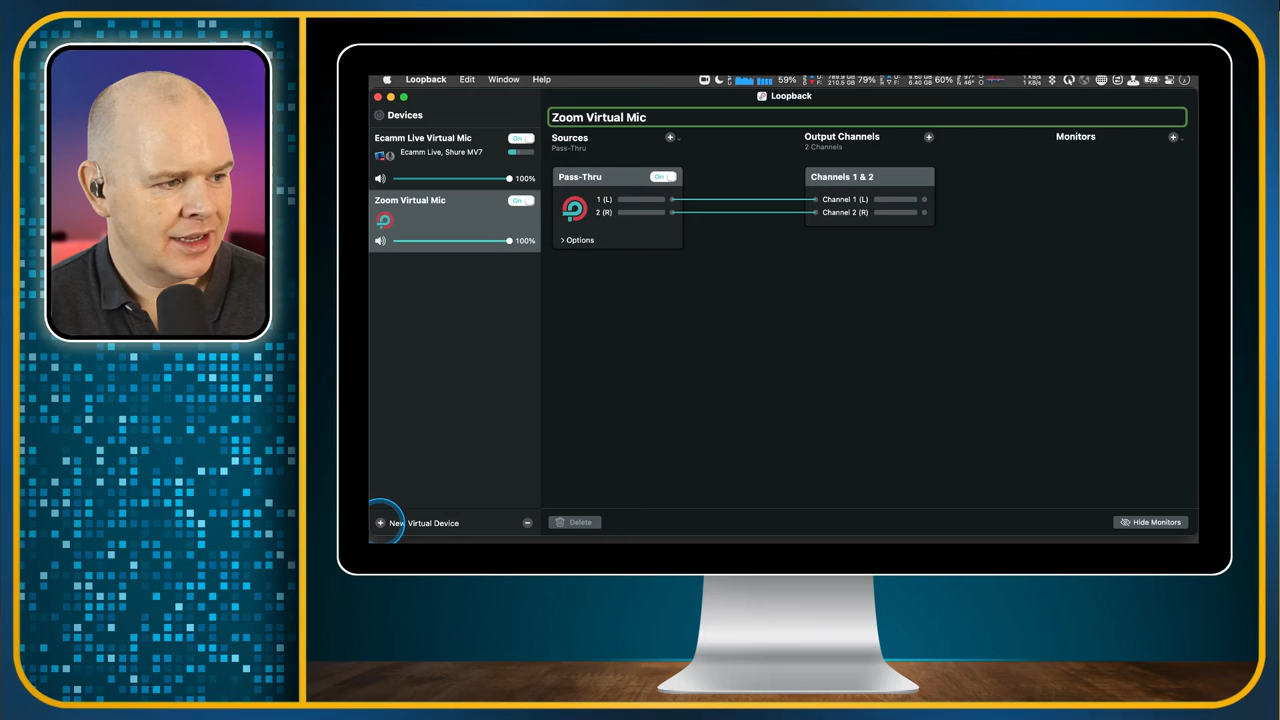 Loopback Edit Window Help
59%
79%
60%
Loopback
Devices
Ecamm Live Virtual Mic On
Ecamm Live, Shure MV7
100%
Zoom Virtual Mic On
100%
New Virtual Device
Zoom Virtual Mic
Sources
Pass-Thru
Output Channels
2 Channels
Monitors
Pass-Thru On
1 (L)
2 (R)
Options
Channels 1 & 2
Channel 1 (L)
Channel 2 (R)
Delete
Hide Monitors